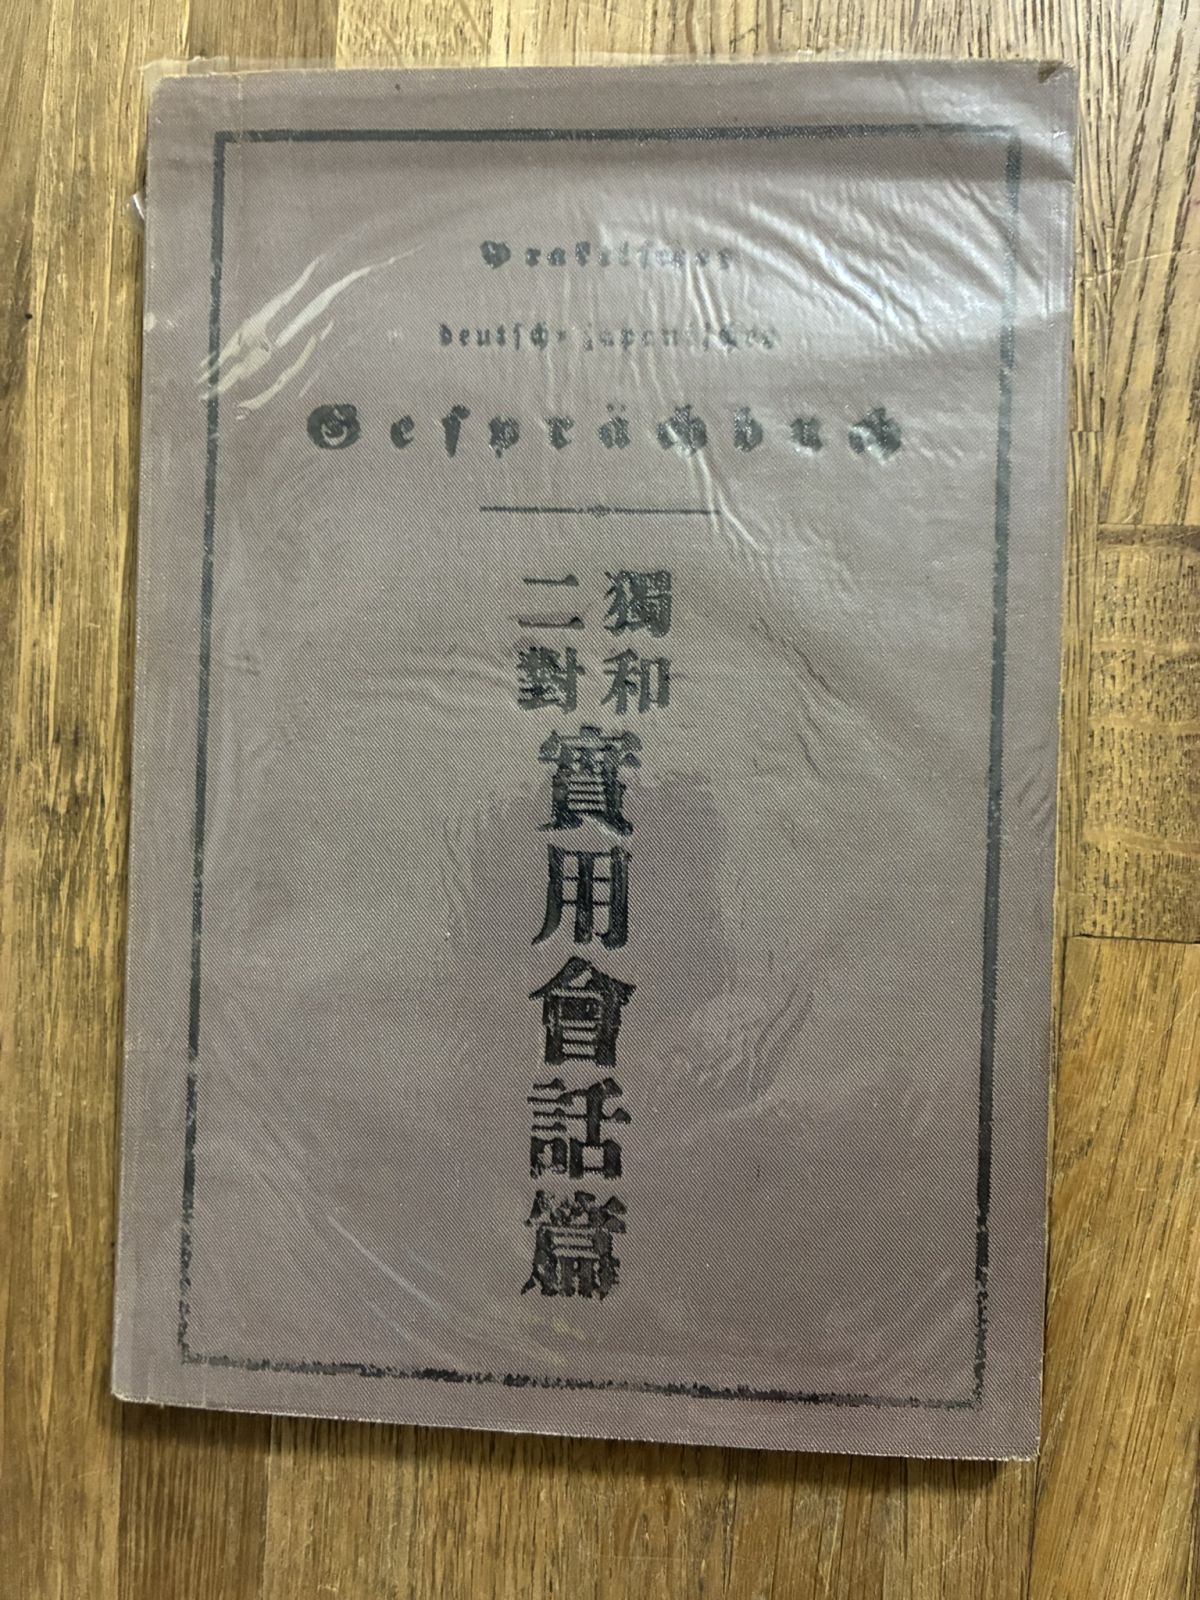 Praktisches
deutsch-japanisches
Gesprächbuch
獨和
二對
實用會話篇